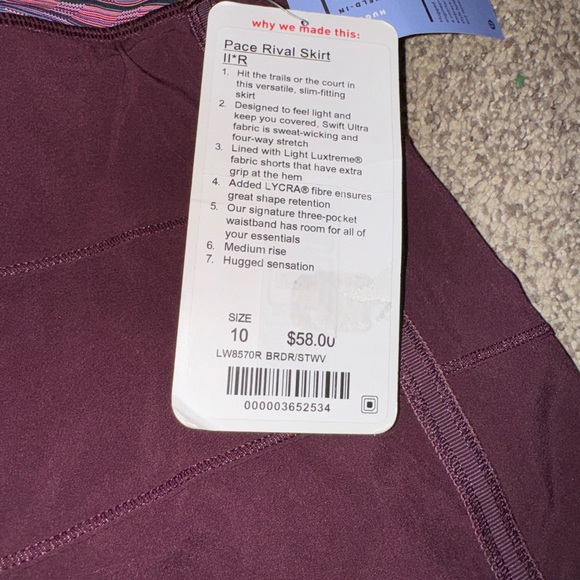 why we made this:
Pace Rival Skirt
II*R
1. Hit the trails or the court in
this versatile, slim-fitting
skirt
2. Designed to feel light and
keep you covered, Swift Ultra
fabric is sweat-wicking and
four-way stretch
3. Lined with Light Luxtreme®
fabric shorts that have extra
grip at the hem
4. Added LYCRA® fibre ensures
great shape retention
5. Our signature three-pocket
waistband has room for all of
your essentials
6. Medium rise
7. Hugged sensation
SIZE
10 $58.00
LW8570R BRDR/STWV
000003652534